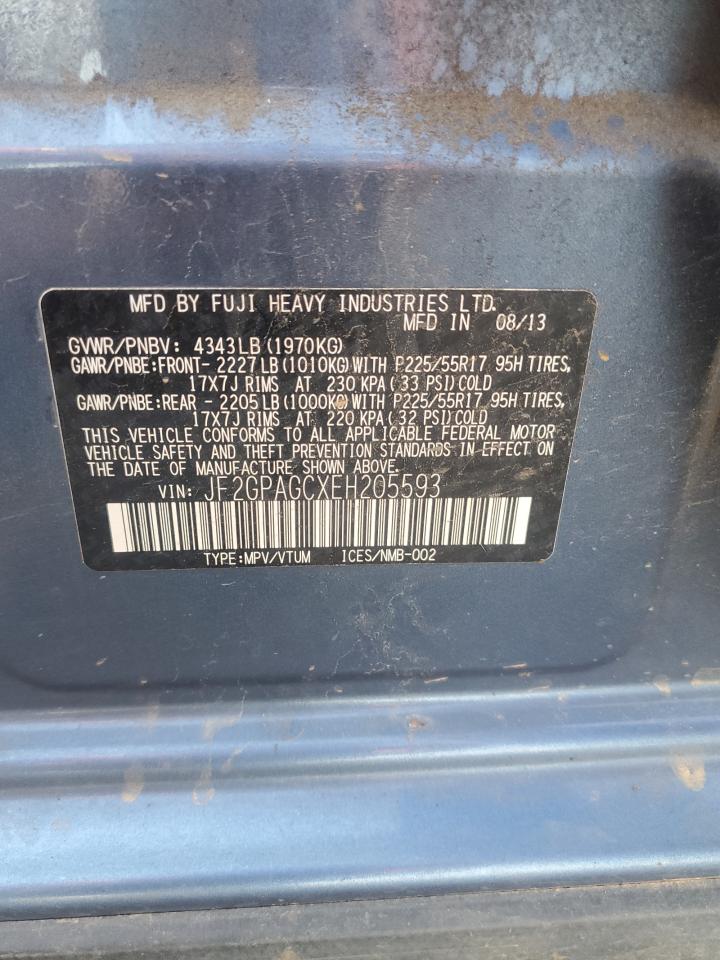 MFD BY FUJI HEAVY INDUSTRIES LTD.
MFD IN 08/13
GVWR/PNBV: 4343LB(1970KG)
GAWR/PNBE:FRONT- 2227LB(1010KG)WITH P225/55R17 95H TIRES,
17X7J RIMS AT 230 KPA(33 PSI)COLD
GAWR/PNBE:REAR - 2205LB(1000KG)WITH P225/55R17 95H TIRES,
17X7J RIMS AT 220 KPA(32 PSI)COLD
THIS VEHICLE CONFORMS TO ALL APPLICABLE FEDERAL MOTOR
VEHICLE SAFETY AND THEFT PREVENTION STANDARDS IN EFFECT ON
THE DATE OF MANUFACTURE SHOWN ABOVE.
VIN: JF2GPAGCXEH205593
TYPE:MPV/VTUM ICES/NMB-002